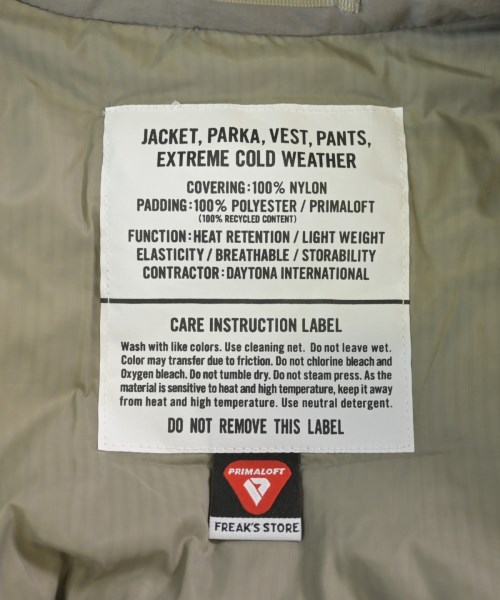 JACKET, PARKA, VEST, PANTS,
EXTREME COLD WEATHER
COVERING:100% NYLON
PADDING:100% POLYESTER / PRIMALOFT
(100% RECYCLED CONTENT)
FUNCTION:HEAT RETENTION / LIGHT WEIGHT
ELASTICITY / BREATHABLE / STORABILITY
CONTRACTOR:DAYTONA INTERNATIONAL
CARE INSTRUCTION LABEL
Wash with like colors. Use cleaning net. Do not leave wet.
Color may transfer due to friction. Do not chlorine bleach and
Oxygen bleach. Do not tumble dry. Do not steam press. As the
material is sensitive to heat and high temperature, keep it away
from heat and high temperature. Use neutral detergent.
DO NOT REMOVE THIS LABEL
PRIMALOFT
FREAK'S STORE